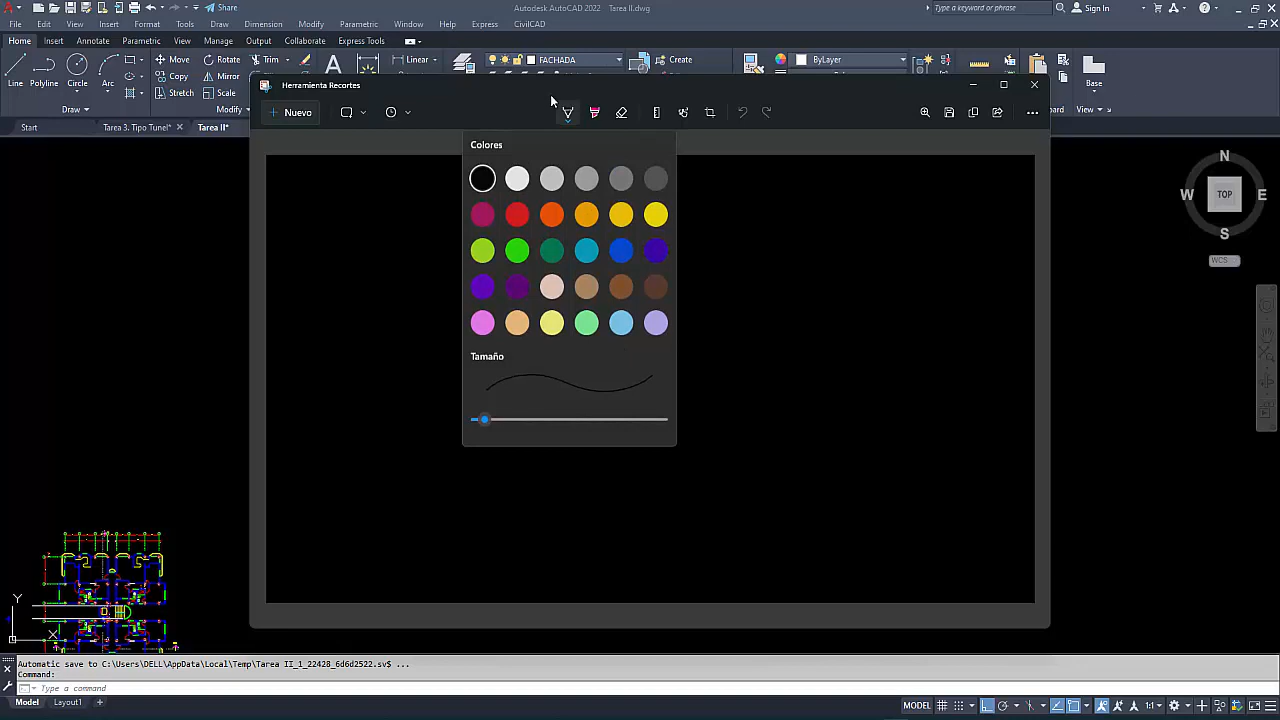 Share
Autodesk AutoCAD 2022 Tarea II.dwg
Type a keyword or phrase
Sign In
File Edit View Insert Format Tools Draw Dimension Modify Parametric Window Help Express CivilCAD
Home Insert Annotate Parametric View Manage Output Collaborate Express Tools
Line Polyline Circle Arc
Move Rotate Trim
Copy Mirror
Stretch
Linear
FACHADA
Create
ByLayer
Base
Draw Modify View
Start Tarea 3. Tipo Tunel* Tarea II*
Herramienta Recortes
Nuevo
Colores
Tamaño
N
W TOP E
S
WCS
Y
X
Automatic save to C:\Users\DELL\AppData\Local\Temp\Tarea II_1_22428_6d6d2522.sv$ ...
Command:
Type a command
Model Layout1 +
MODEL 1:1